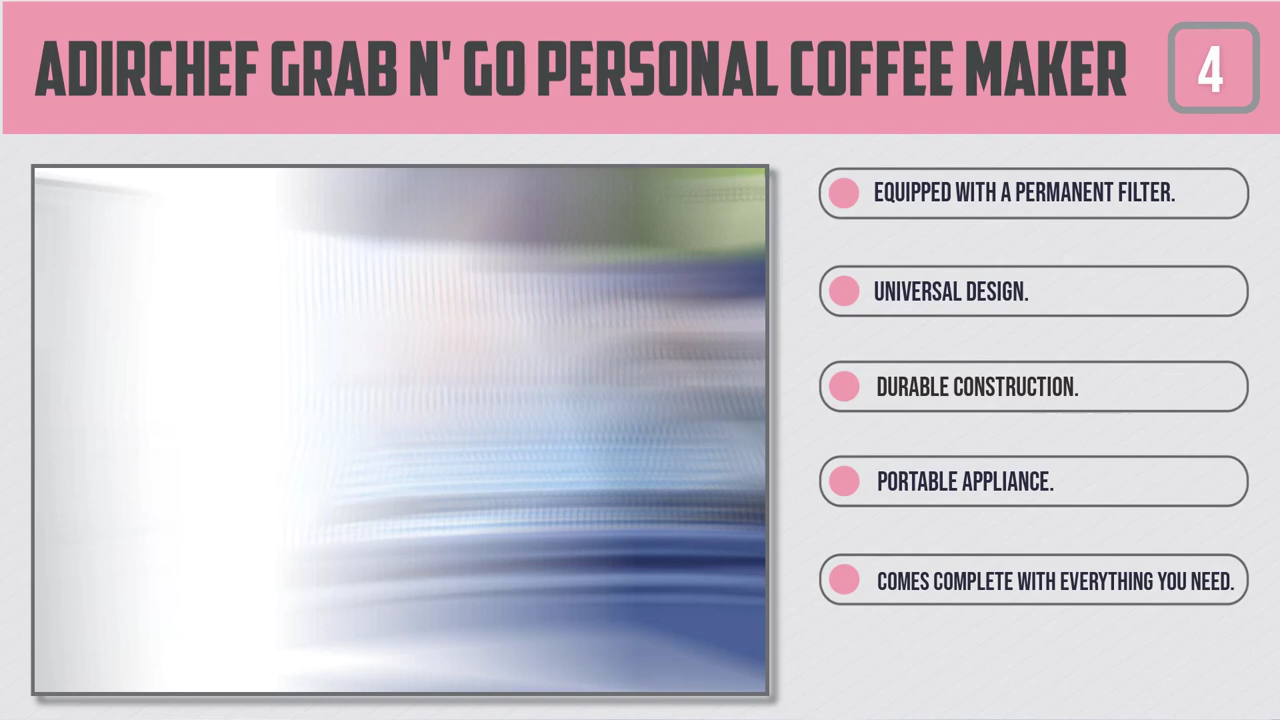 ADIRCHEF GRAB N' GO PERSONAL COFFEE MAKER
4
EQUIPPED WITH A PERMANENT FILTER.
UNIVERSAL DESIGN.
DURABLE CONSTRUCTION.
PORTABLE APPLIANCE.
COMES COMPLETE WITH EVERYTHING YOU NEED.